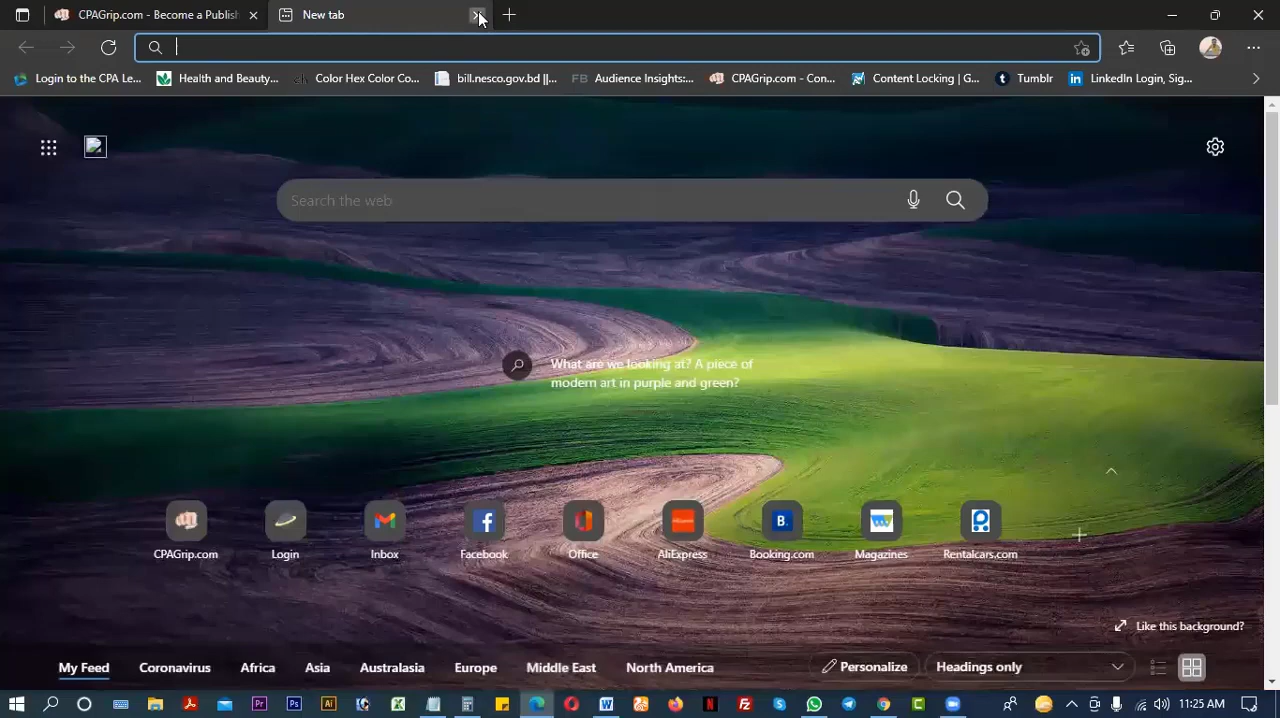 CPAGrip.com - Become a Publish
New tab
Login to the CPA Le...
Health and Beauty...
Color Hex Color Co...
bill.nesco.gov.bd ||...
FB Audience Insights:...
CPAGrip.com - Con...
Content Locking | G...
Tumblr
LinkedIn Login, Sig...
Search the web
What are we looking at? A piece of
modern art in purple and green?
CPAGrip.com
Login
Inbox
Facebook
Office
AliExpress
Booking.com
Magazines
Rentalcars.com
Like this background?
My Feed
Coronavirus
Africa
Asia
Australasia
Europe
Middle East
North America
Personalize
Headings only
11:25 AM